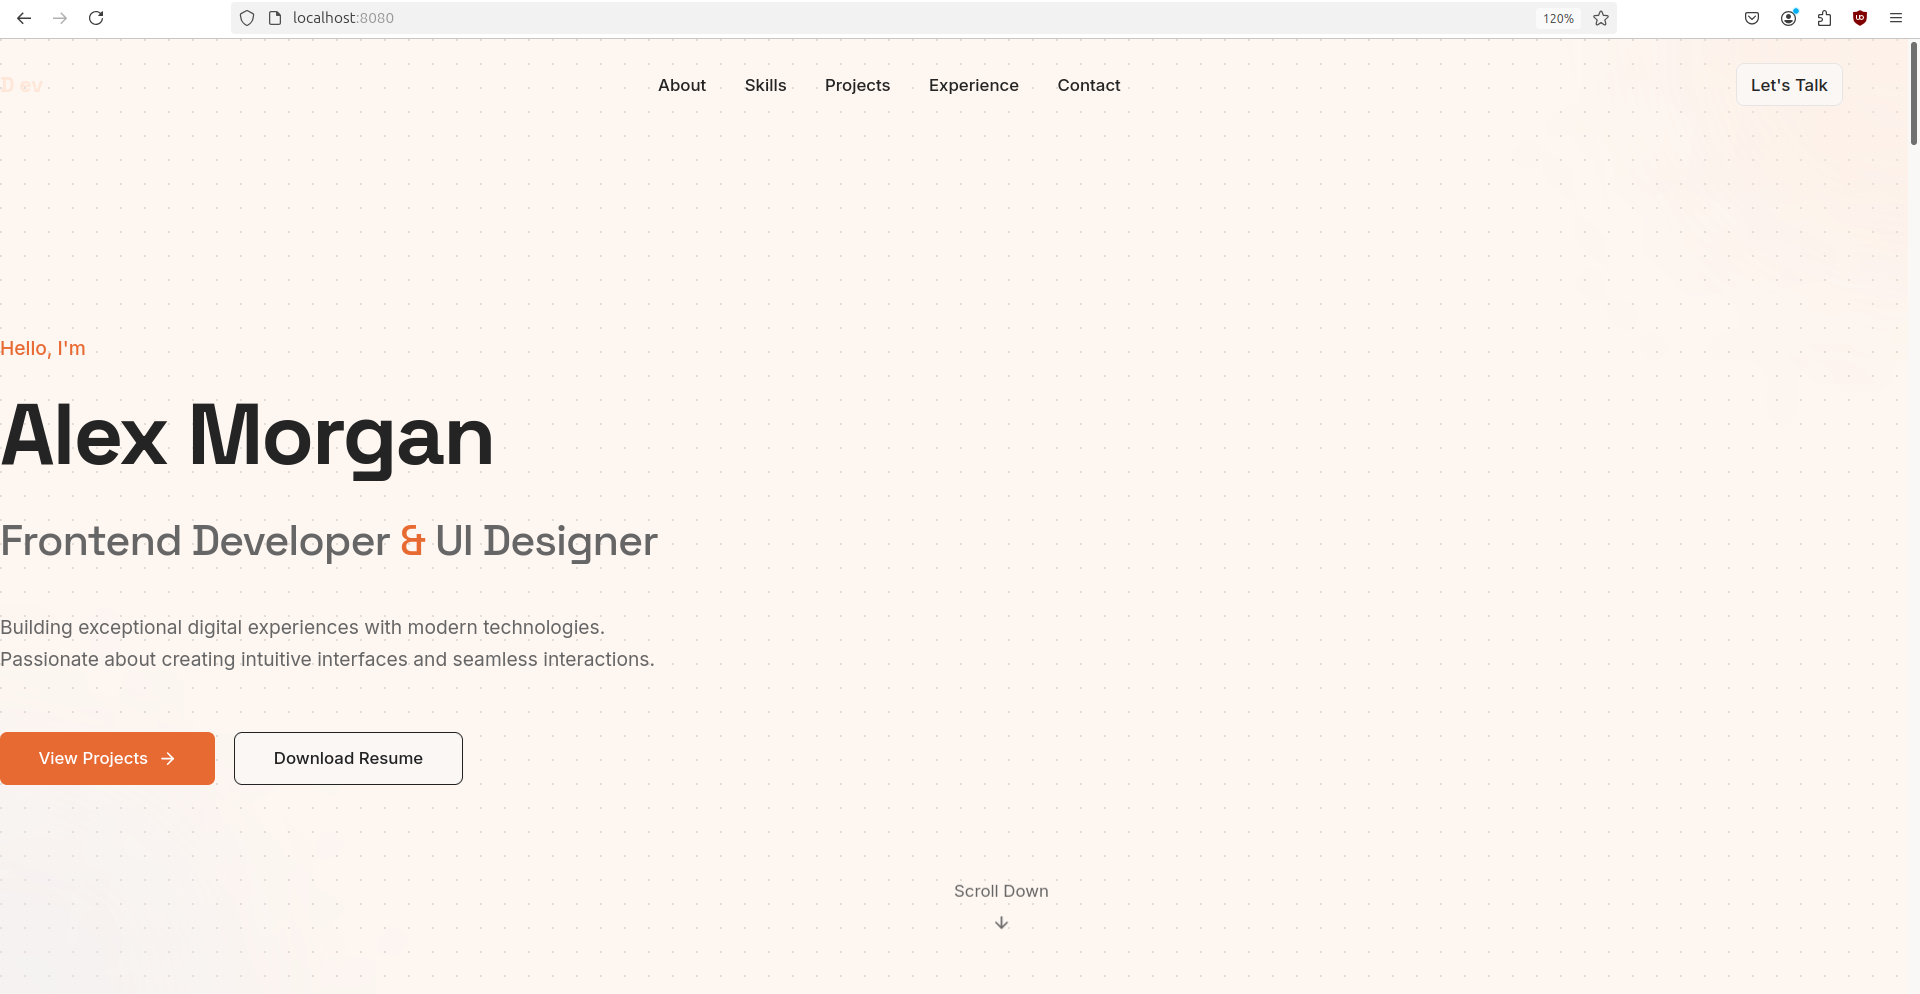 localhost:8080
120%
Dev
About Skills Projects Experience Contact
Let's Talk
Hello, I'm
Alex Morgan
Frontend Developer & UI Designer
Building exceptional digital experiences with modern technologies.
Passionate about creating intuitive interfaces and seamless interactions.
View Projects →
Download Resume
Scroll Down
↓